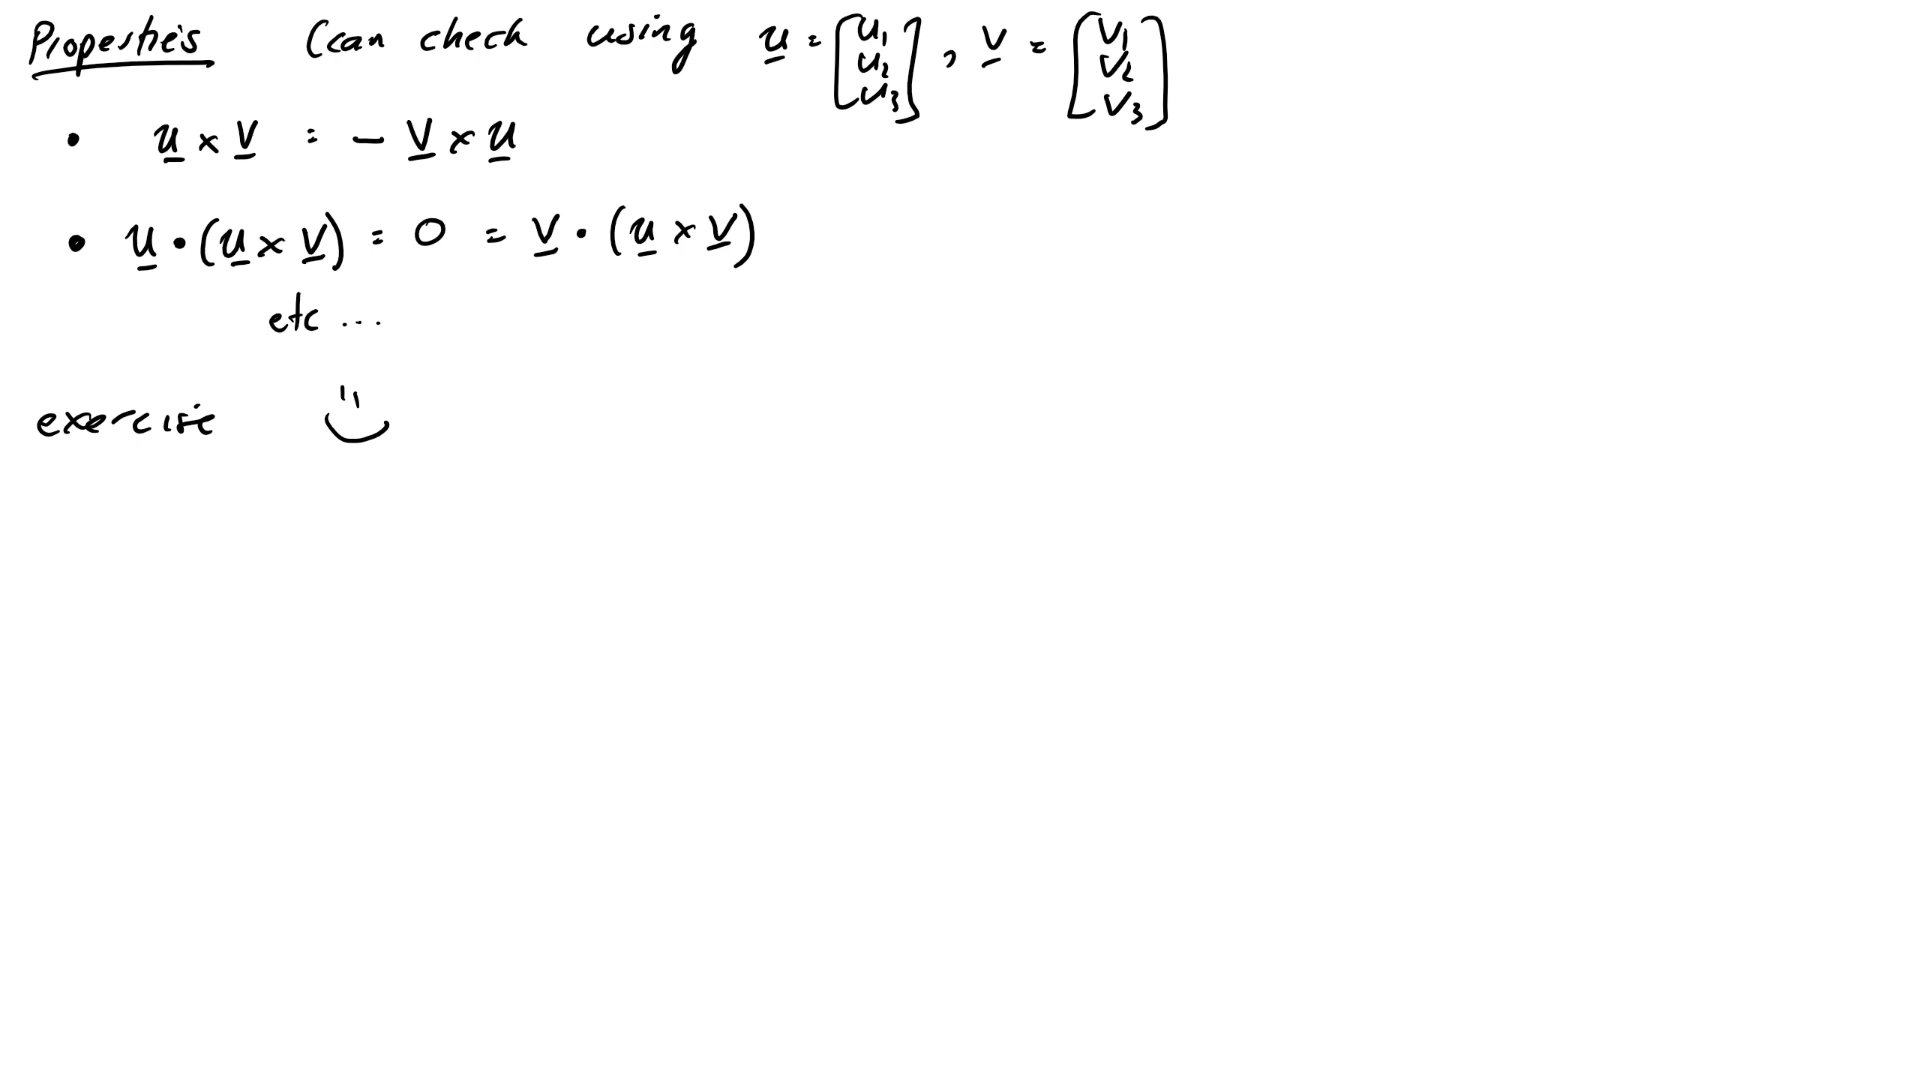 Properties (can check using u = [u1 u2 u3], v = [v1 v2 v3]
• u × v = - v × u
• u • (u × v) = 0 = v • (u × v)
etc ...
exercise